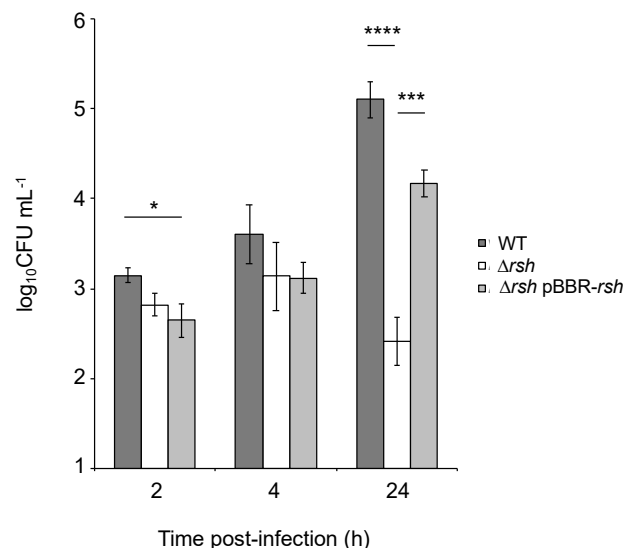 6
****
***
5
*
4
3
2
1
log₁₀CFU mL⁻¹
WT
Δrsh
Δrsh pBBR-rsh
2 4 24
Time post-infection (h)